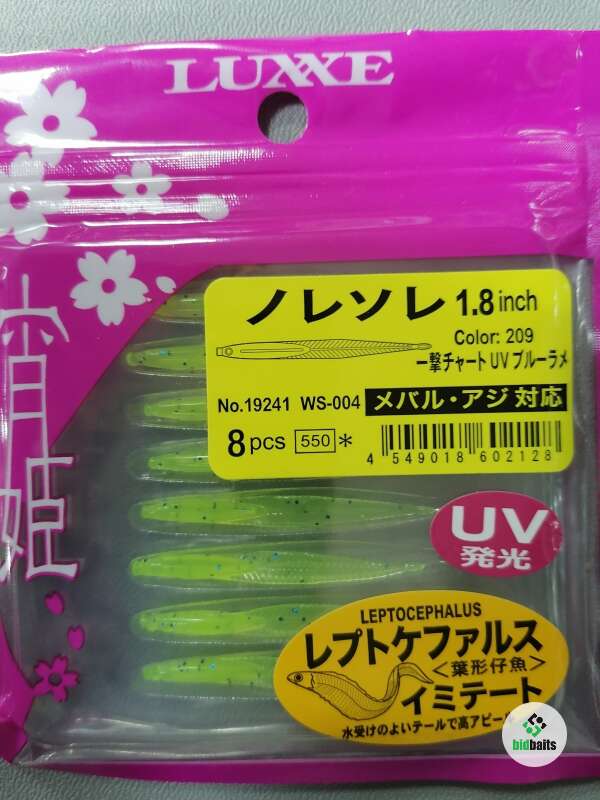 LUXXE
宵姫
ノレソレ 1.8 inch
Color: 209
一撃チャート UV ブルーラメ
No.19241 WS-004 メバル・アジ 対応
8 pcs 550 *
4 549018 602128
UV
発光
LEPTOCEPHALUS
レプトケファルス
＜葉形仔魚＞
イミテート
水受けのよいテールで高アピール
bidbaits